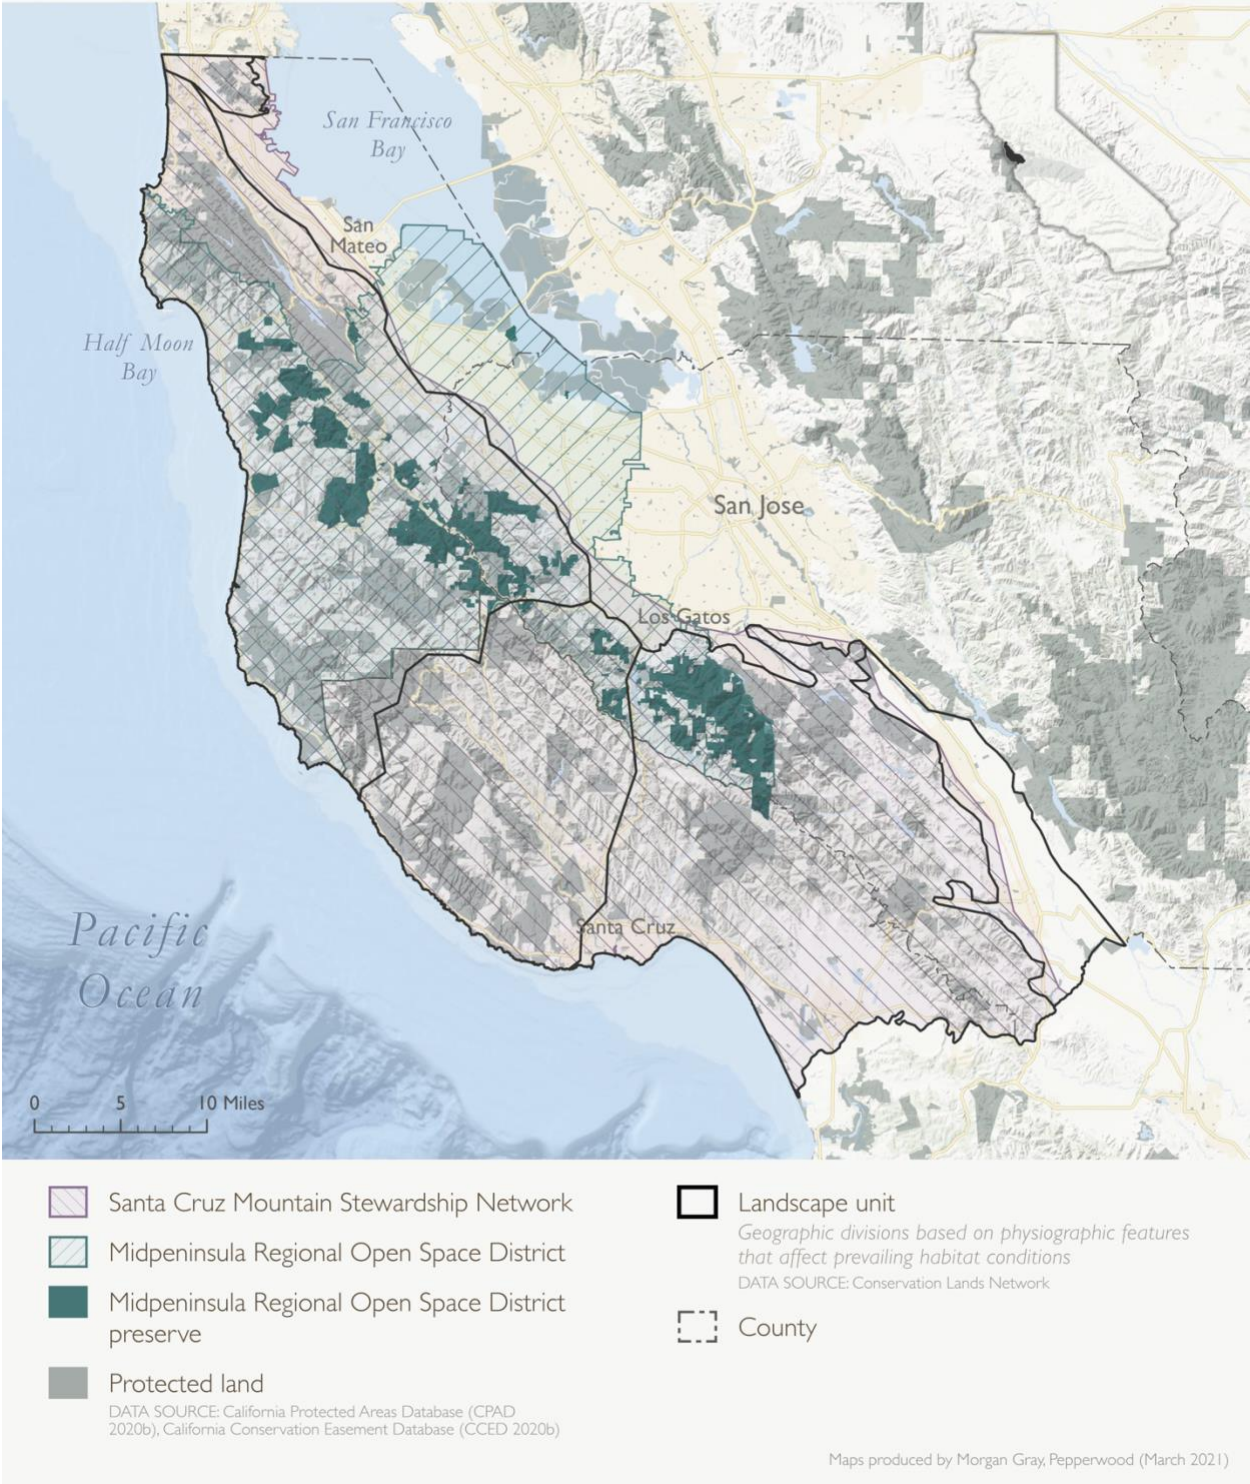 San Francisco
Bay
San
Mateo
Half Moon
Bay
San Jose
Los Gatos
Santa Cruz
Pacific
Ocean
0 5 10 Miles
Santa Cruz Mountain Stewardship Network
Midpeninsula Regional Open Space District
Midpeninsula Regional Open Space District
preserve
Protected land
DATA SOURCE: California Protected Areas Database (CPAD
2020b), California Conservation Easement Database (CCED 2020b)
Landscape unit
Geographic divisions based on physiographic features
that affect prevailing habitat conditions
DATA SOURCE: Conservation Lands Network
County
Maps produced by Morgan Gray, Pepperwood (March 2021)